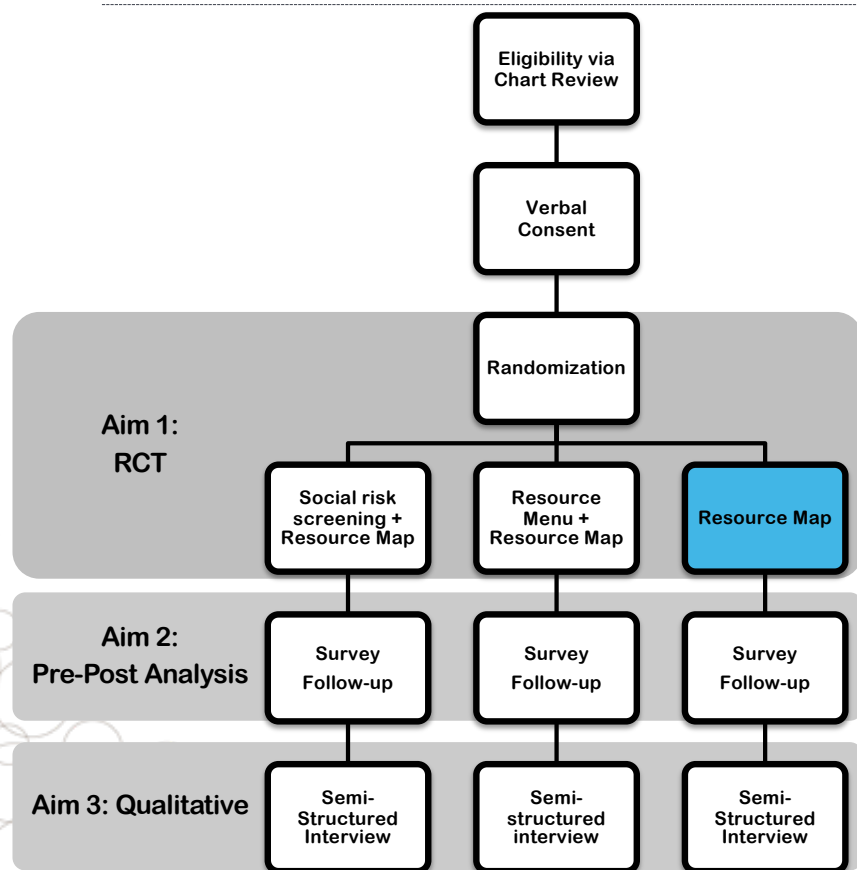 Eligibility via
Chart Review
Verbal
Consent
Randomization
Aim 1:
RCT
Social risk
screening +
Resource Map
Resource
Menu +
Resource Map
Resource Map
Aim 2:
Pre-Post Analysis
Survey
Follow-up
Survey
Follow-up
Survey
Follow-up
Aim 3: Qualitative
Semi-
Structured
Interview
Semi-
structured
interview
Semi-
Structured
Interview